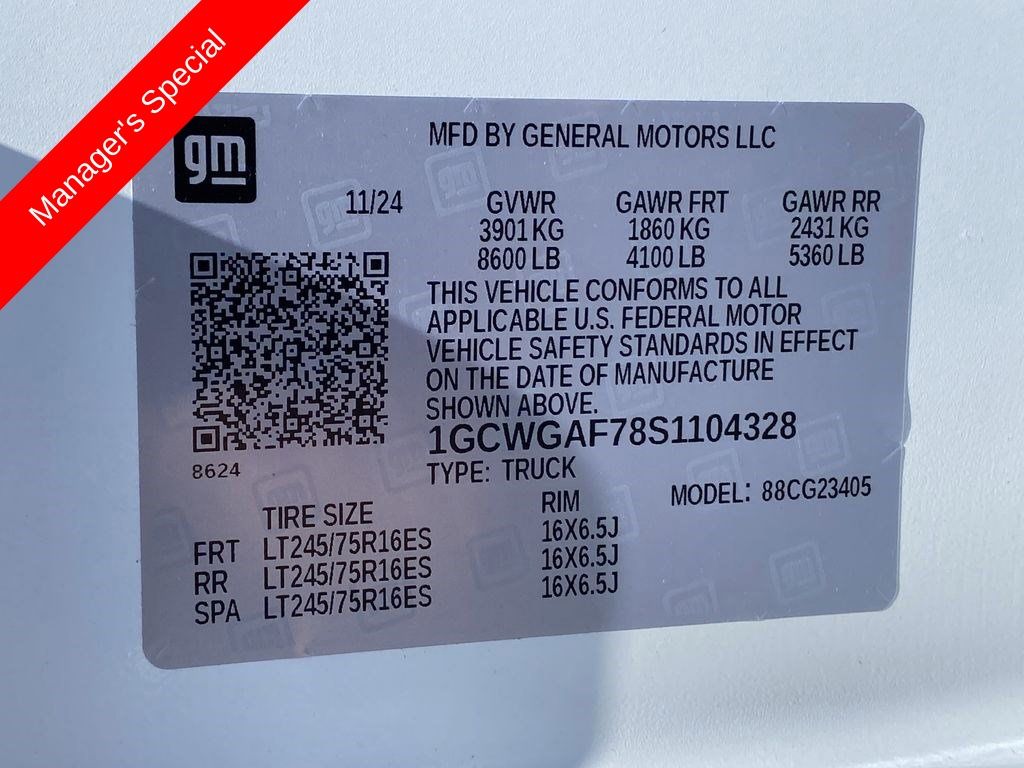 Manager's Special
gm
MFD BY GENERAL MOTORS LLC
11/24 GVWR GAWR FRT GAWR RR
3901 KG 1860 KG 2431 KG
8600 LB 4100 LB 5360 LB
THIS VEHICLE CONFORMS TO ALL
APPLICABLE U.S. FEDERAL MOTOR
VEHICLE SAFETY STANDARDS IN EFFECT
ON THE DATE OF MANUFACTURE
SHOWN ABOVE.
1GCWGAF78S1104328
8624
TYPE: TRUCK
MODEL: 88CG23405
TIRE SIZE RIM
FRT LT245/75R16ES 16X6.5J
RR LT245/75R16ES 16X6.5J
SPA LT245/75R16ES 16X6.5J